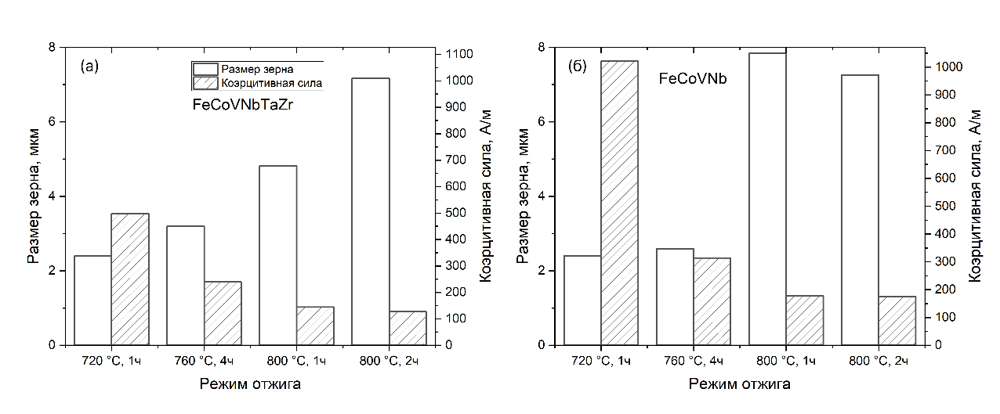 (а)
Размер зерна
Коэрцитивная сила
FeCoVNbTaZr
Размер зерна, мкм
8
6
4
2
0
1100
1000
900
800
700
600
500
400
300
200
100
0
Коэрцитивная сила, А/м
720 °C, 1ч 760 °C, 4ч 800 °C, 1ч 800 °C, 2ч
Режим отжига
(б)
FeCoVNb
Размер зерна, мкм
8
6
4
2
0
1000
900
800
700
600
500
400
300
200
100
0
Коэрцитивная сила, А/м
720 °C, 1ч 760 °C, 4ч 800 °C, 1ч 800 °C, 2ч
Режим отжига